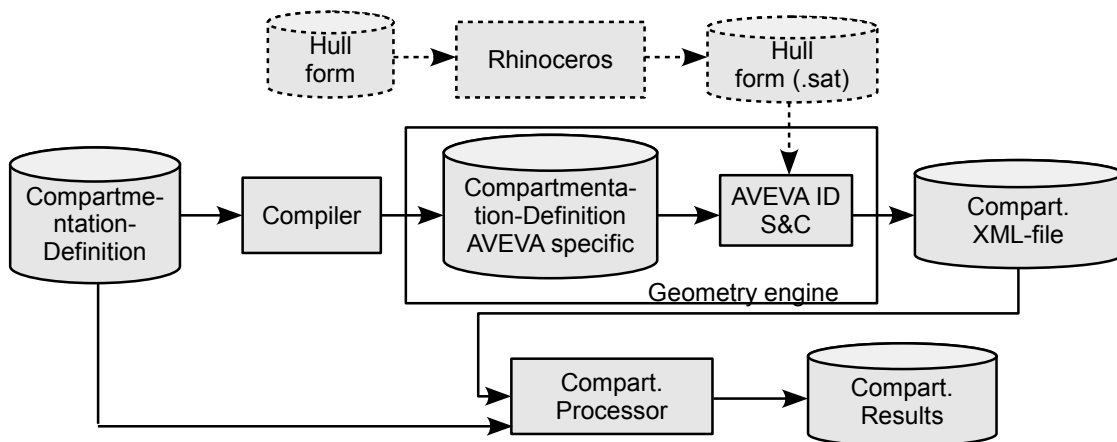 Hull
form
Rhinoceros
Hull
form (.sat)
Compartme-
ntation-
Definition
Compiler
Compartmenta-
tion-Definition
AVEVA specific
AVEVA ID
S&C
Compart.
XML-file
Geometry engine
Compart.
Processor
Compart.
Results